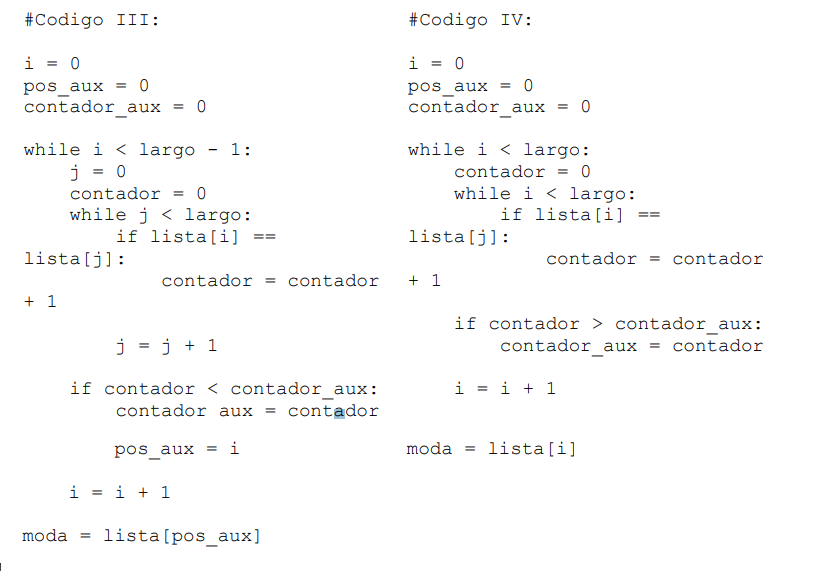 #Codigo III:
i = 0
pos_aux = 0
contador_aux = 0
while i < largo - 1:
j = 0
contador = 0
while j < largo:
if lista[i] ==
lista[j]:
contador = contador
+ 1
j = j + 1
if contador < contador_aux:
contador aux = contador
pos_aux = i
i = i + 1
moda = lista[pos_aux]
#Codigo IV:
i = 0
pos_aux = 0
contador_aux = 0
while i < largo:
contador = 0
while i < largo:
if lista[i] ==
lista[j]:
contador = contador
+ 1
if contador > contador_aux:
contador_aux = contador
i = i + 1
moda = lista[i]